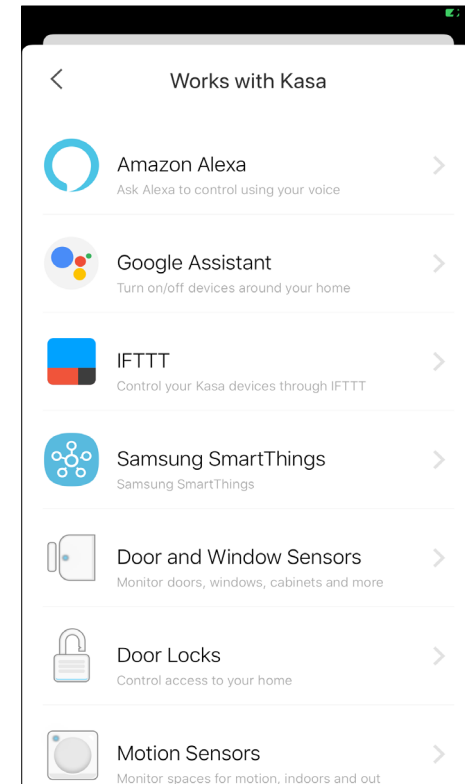 Works with Kasa
Amazon Alexa
Ask Alexa to control using your voice
Google Assistant
Turn on/off devices around your home
IFTTT
Control your Kasa devices through IFTTT
Samsung SmartThings
Samsung SmartThings
Door and Window Sensors
Monitor doors, windows, cabinets and more
Door Locks
Control access to your home
Motion Sensors
Monitor spaces for motion, indoors and out